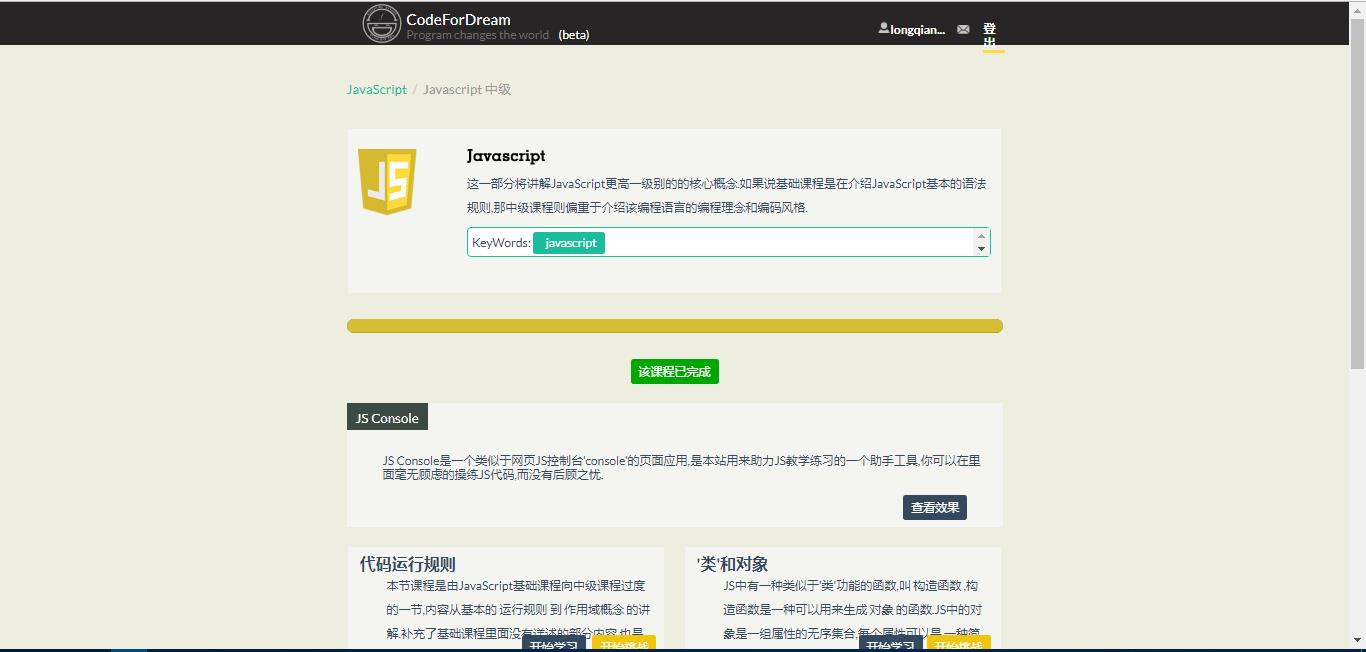 CodeForDream
Program changes the world (beta)
longqian...
登
出
JavaScript / Javascript 中级
JS
Javascript
这一部分将讲解JavaScript更高一级别的的核心概念.如果说基础课程是在介绍JavaScript基本的语法
规则,那中级课程则偏重于介绍该编程语言的编程理念和编码风格.
KeyWords: javascript
该课程已完成
JS Console
JS Console是一个类似于网页JS控制台'console'的页面应用,是本站用来助力JS教学练习的一个助手工具,你可以在里
面毫无顾虑的操练JS代码,而没有后顾之忧.
查看效果
代码运行规则
本节课程是由JavaScript基础课程向中级课程过度
的一节,内容从基本的 运行规则 到 作用域概念 的讲
解.补充了基础课程里面没有详述的部分内容,也是
开始学习 开始挑战
'类'和对象
JS中有一种类似于'类'功能的函数,叫 构造函数 ,构
造函数是一种可以用来生成 对象 的函数.JS中的对
象是一组属性的无序集合,每个属性可以是 一种简
开始学习 开始挑战